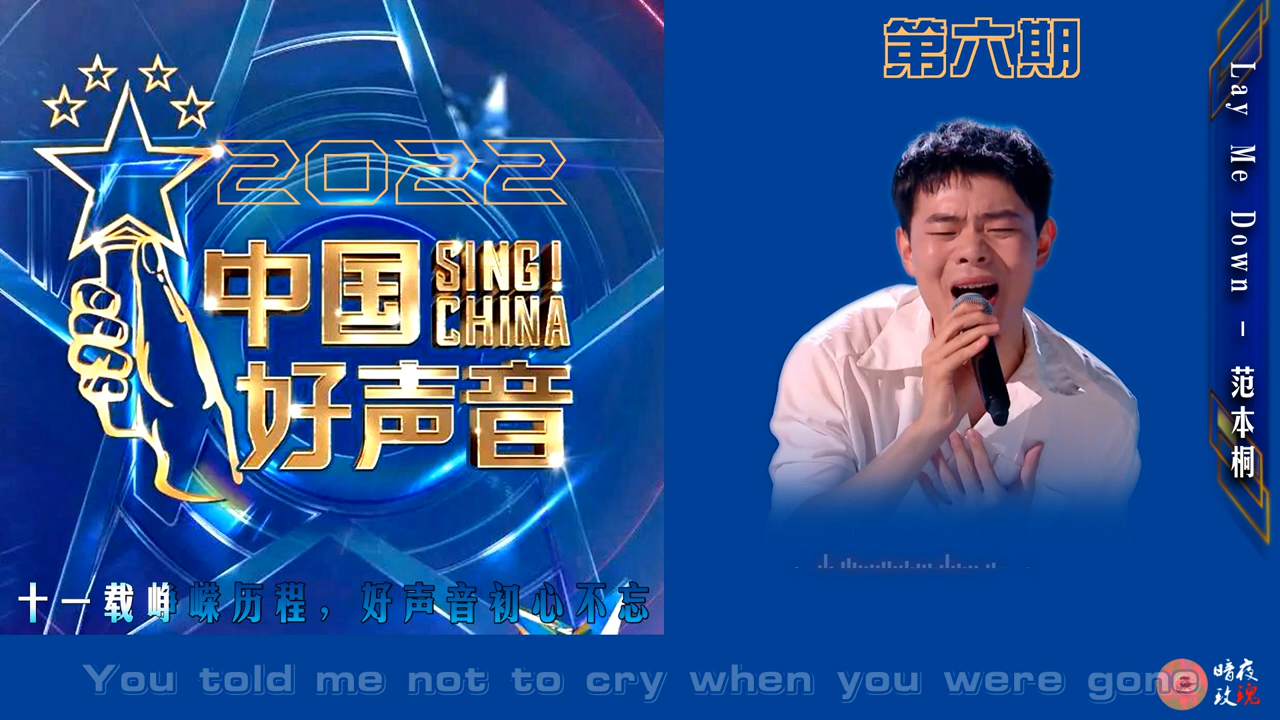 2022
中国
SING!
CHINA
好声音
十一载峥嵘历程，好声音初心不忘
第六期
Lay Me Down - 范本桐
You told me not to cry when you were gone
暗夜
玫瑰